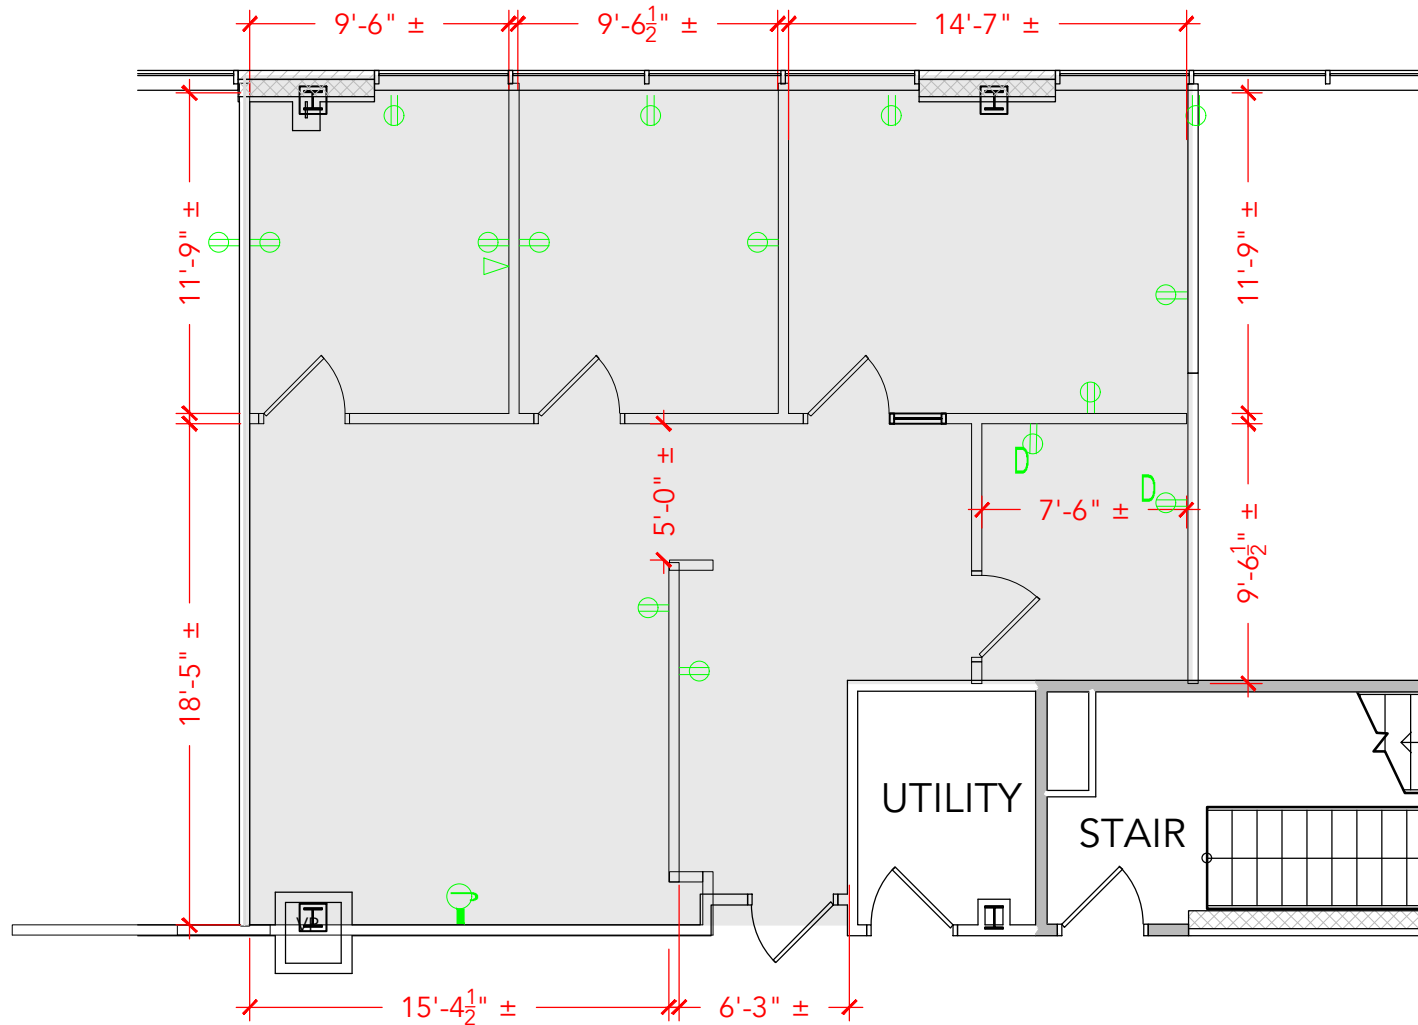 9'-6" ±
9'-6½" ±
14'-7" ±
11'-9" ±
11'-9" ±
5'-0" ±
D
D
7'-6" ±
9'-6½" ±
18'-5" ±
UTILITY
STAIR
15'-4½" ±
6'-3" ±